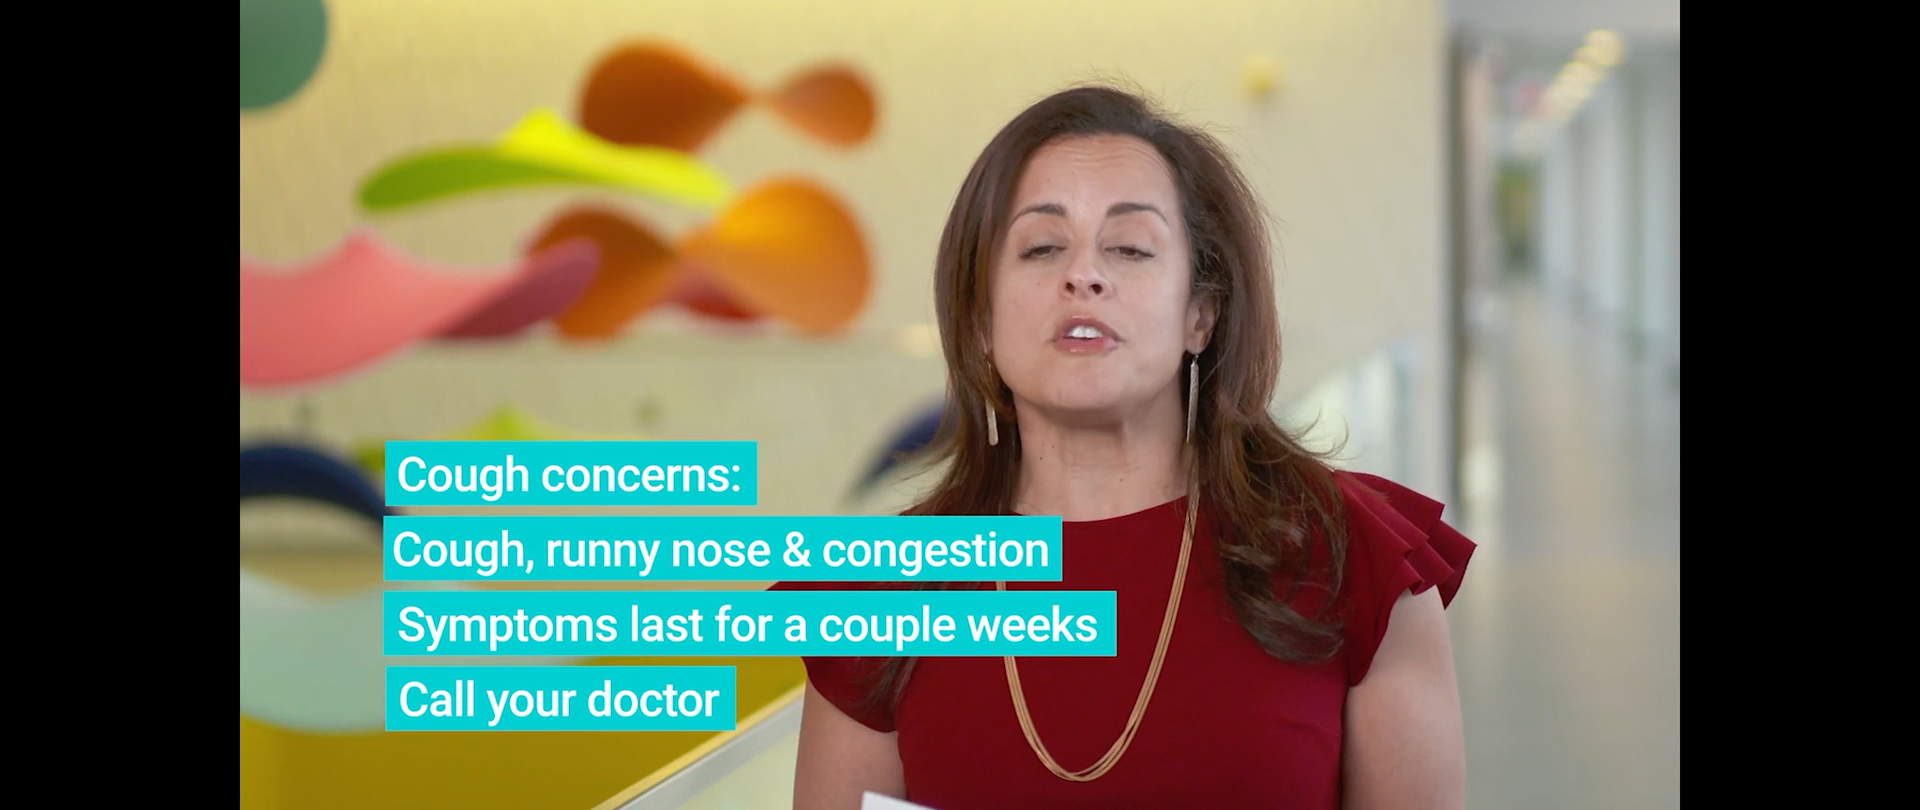 Cough concerns:
Cough, runny nose & congestion
Symptoms last for a couple weeks
Call your doctor